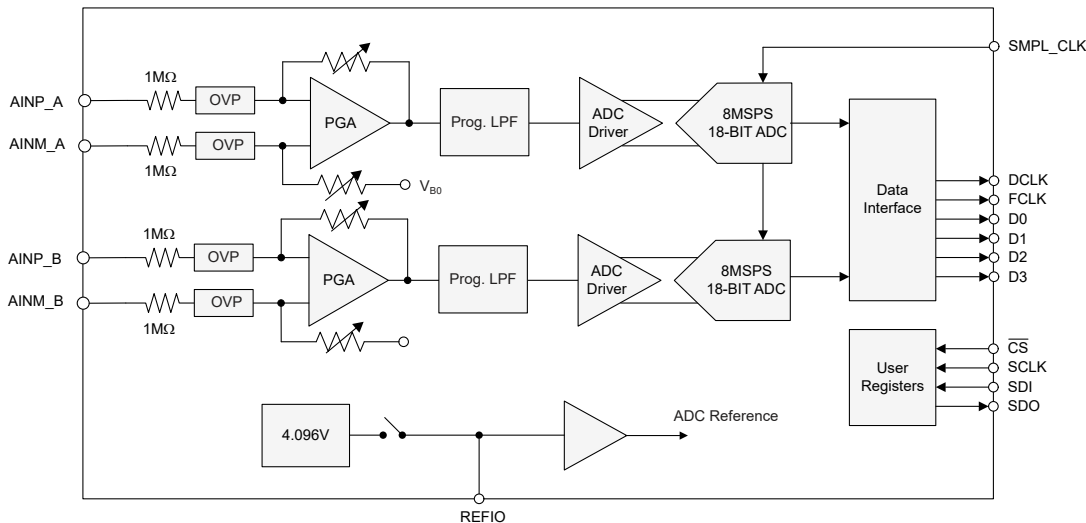 SMPL_CLK
1MΩ
AINP_A
OVP
PGA
Prog. LPF
ADC
Driver
8MSPS
18-BIT ADC
AINM_A
OVP
1MΩ
V_B0
Data
Interface
DCLK
FCLK
D0
D1
D2
D3
1MΩ
AINP_B
OVP
PGA
Prog. LPF
ADC
Driver
8MSPS
18-BIT ADC
AINM_B
OVP
1MΩ
User
Registers
CS
SCLK
SDI
SDO
4.096V
ADC Reference
REFIO